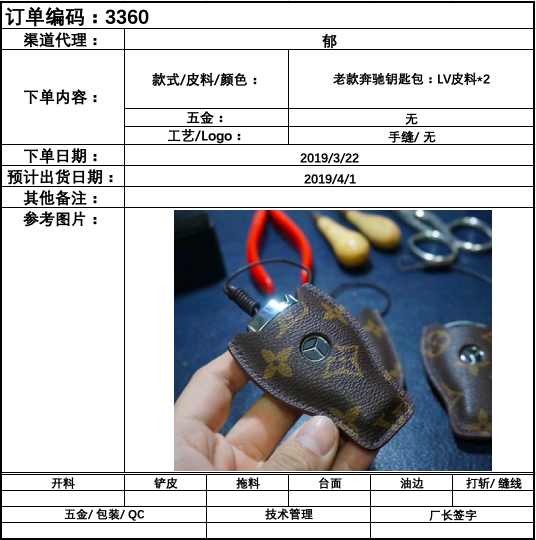 订单编码：3360
渠道代理： 郁
下单内容： 款式/皮料/颜色： 老款奔驰钥匙包：LV皮料*2
五金： 无
工艺/Logo： 手缝/ 无
下单日期： 2019/3/22
预计出货日期： 2019/4/1
其他备注：
参考图片：
开料 铲皮 拖料 台面 油边 打斩/ 缝线
五金/ 包装/ QC 技术管理 厂长签字